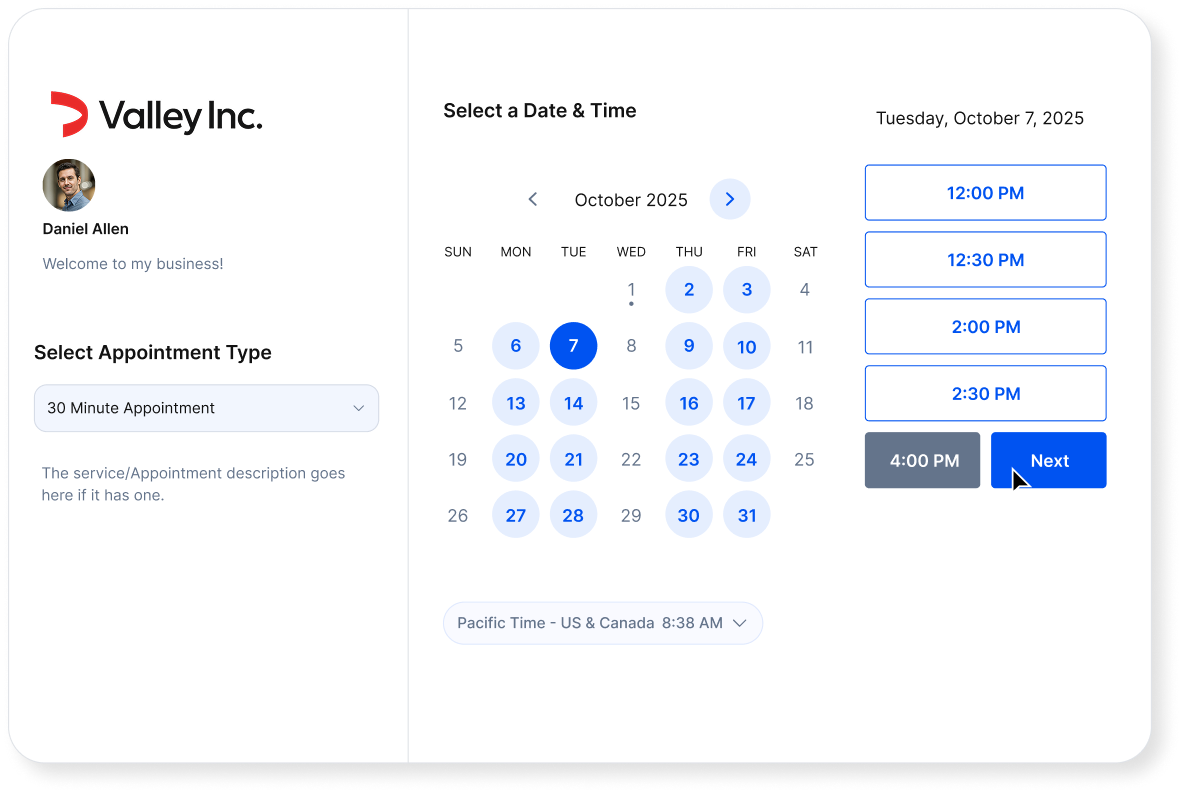 Valley Inc.
Daniel Allen
Welcome to my business!
Select Appointment Type
30 Minute Appointment
The service/Appointment description goes
here if it has one.
Select a Date & Time
October 2025
SUN MON TUE WED THU FRI SAT
1 2 3 4
5 6 7 8 9 10 11
12 13 14 15 16 17 18
19 20 21 22 23 24 25
26 27 28 29 30 31
Pacific Time - US & Canada 8:38 AM
Tuesday, October 7, 2025
12:00 PM
12:30 PM
2:00 PM
2:30 PM
4:00 PM Next